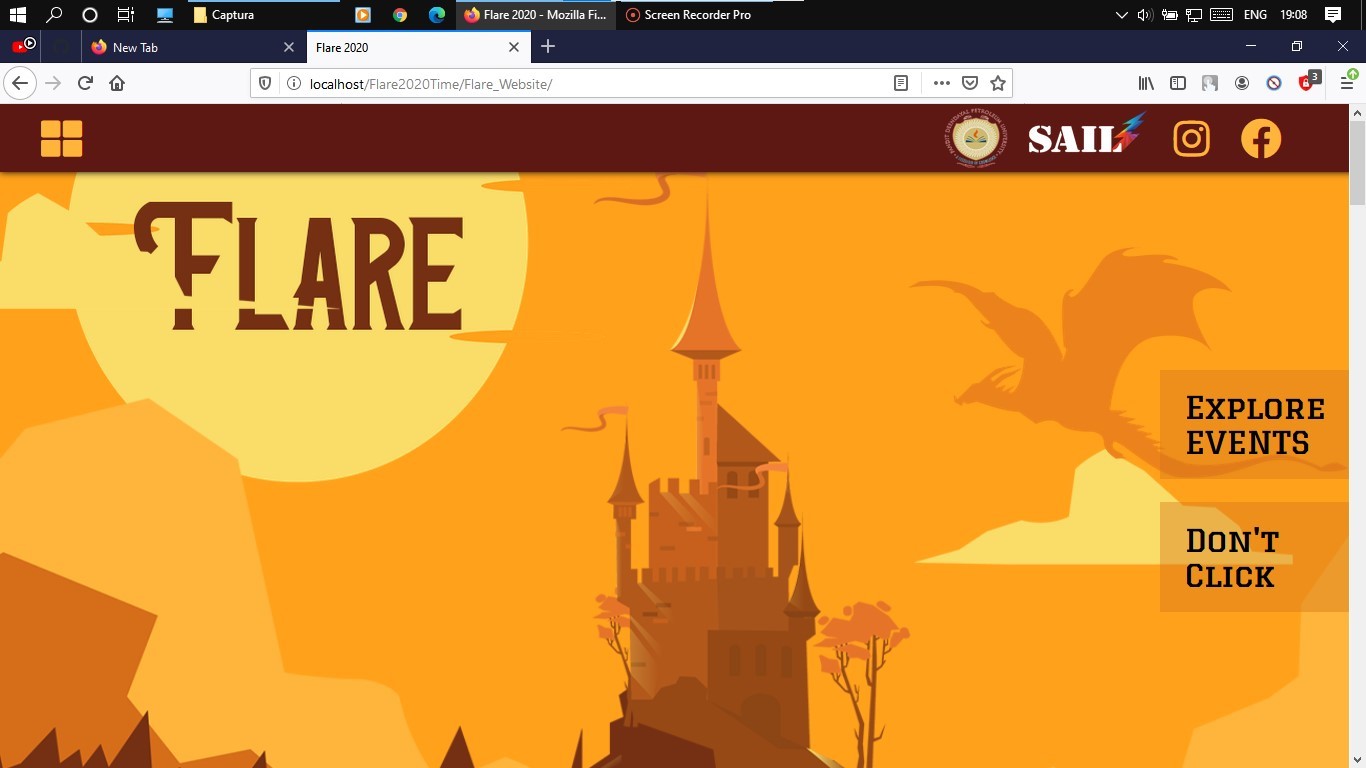 Captura
Flare 2020 - Mozilla Fi...
Screen Recorder Pro
ENG
19:08
New Tab
Flare 2020
localhost/Flare2020Time/Flare_Website/
3
SAIL
FLARE
EXPLORE
EVENTS
DON'T
CLICK